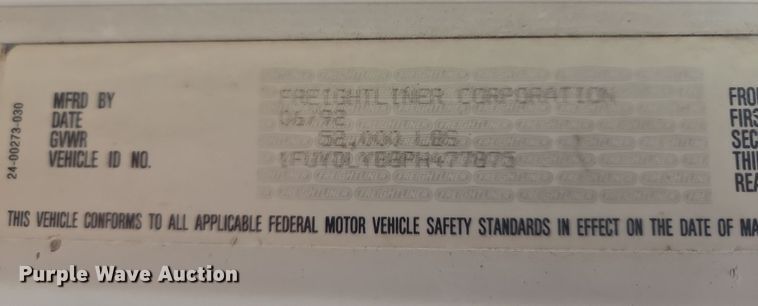 MFRD BY FREIGHTLINER CORPORATION
DATE 06/92
GVWR 52,000 LBS
VEHICLE ID NO.
24-00273-030
FRO
FIRS
SEC
THI
REA
THIS VEHICLE CONFORMS TO ALL APPLICABLE FEDERAL MOTOR VEHICLE SAFETY STANDARDS IN EFFECT ON THE DATE OF MA
Purple Wave Auction